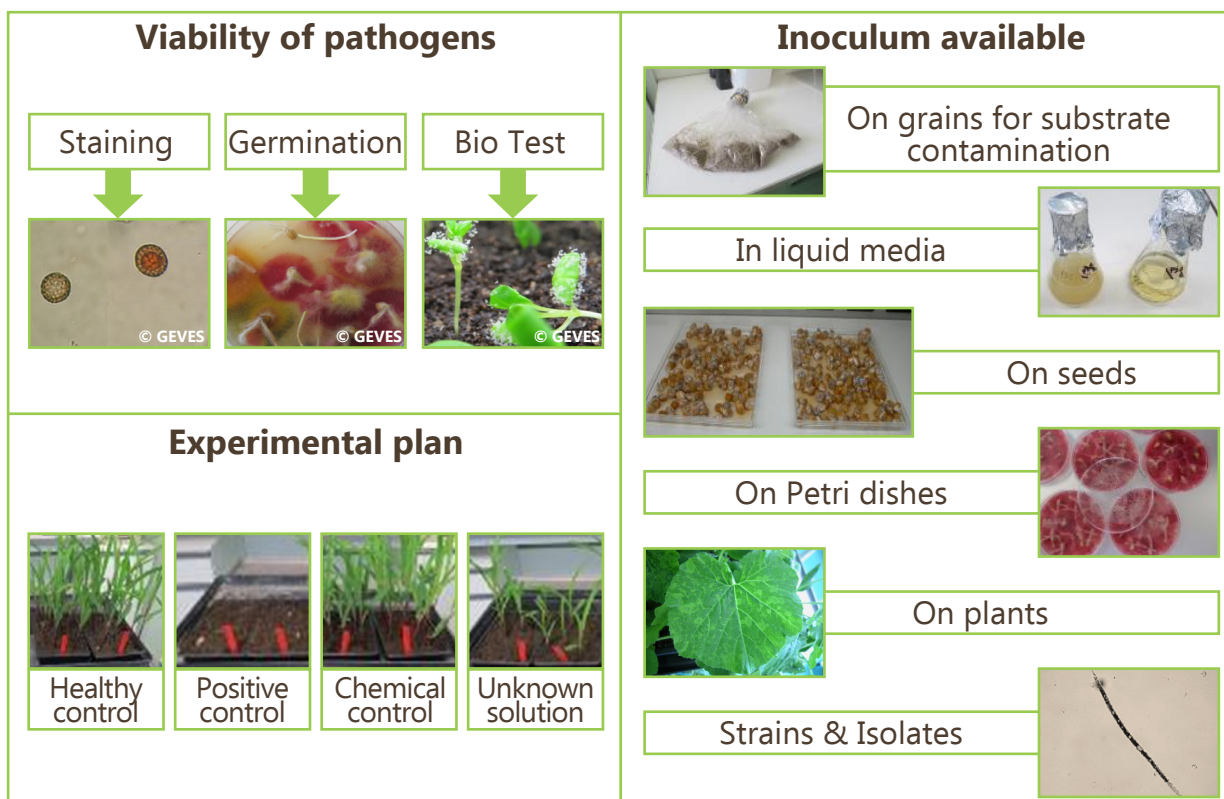 Viability of pathogens
Staining
Germination
Bio Test
© GEVES
© GEVES
© GEVES
Experimental plan
Healthy
control
Positive
control
Chemical
control
Unknown
solution
Inoculum available
On grains for substrate
contamination
In liquid media
On seeds
On Petri dishes
On plants
Strains & Isolates